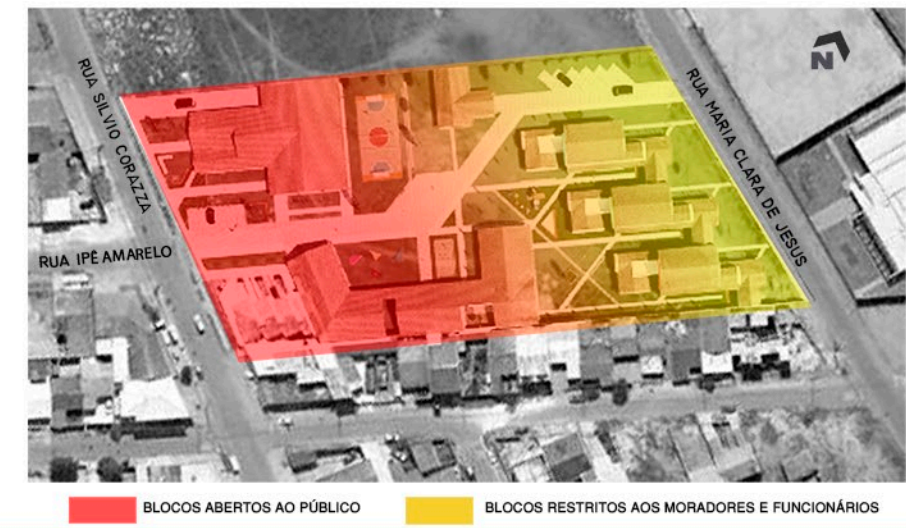 RUA SILVIO CORAZZA
RUA MARIA CLARA DE JESUS
N
RUA IPÊ AMARELO
BLOCOS ABERTOS AO PÚBLICO
BLOCOS RESTRITOS AOS MORADORES E FUNCIONÁRIOS